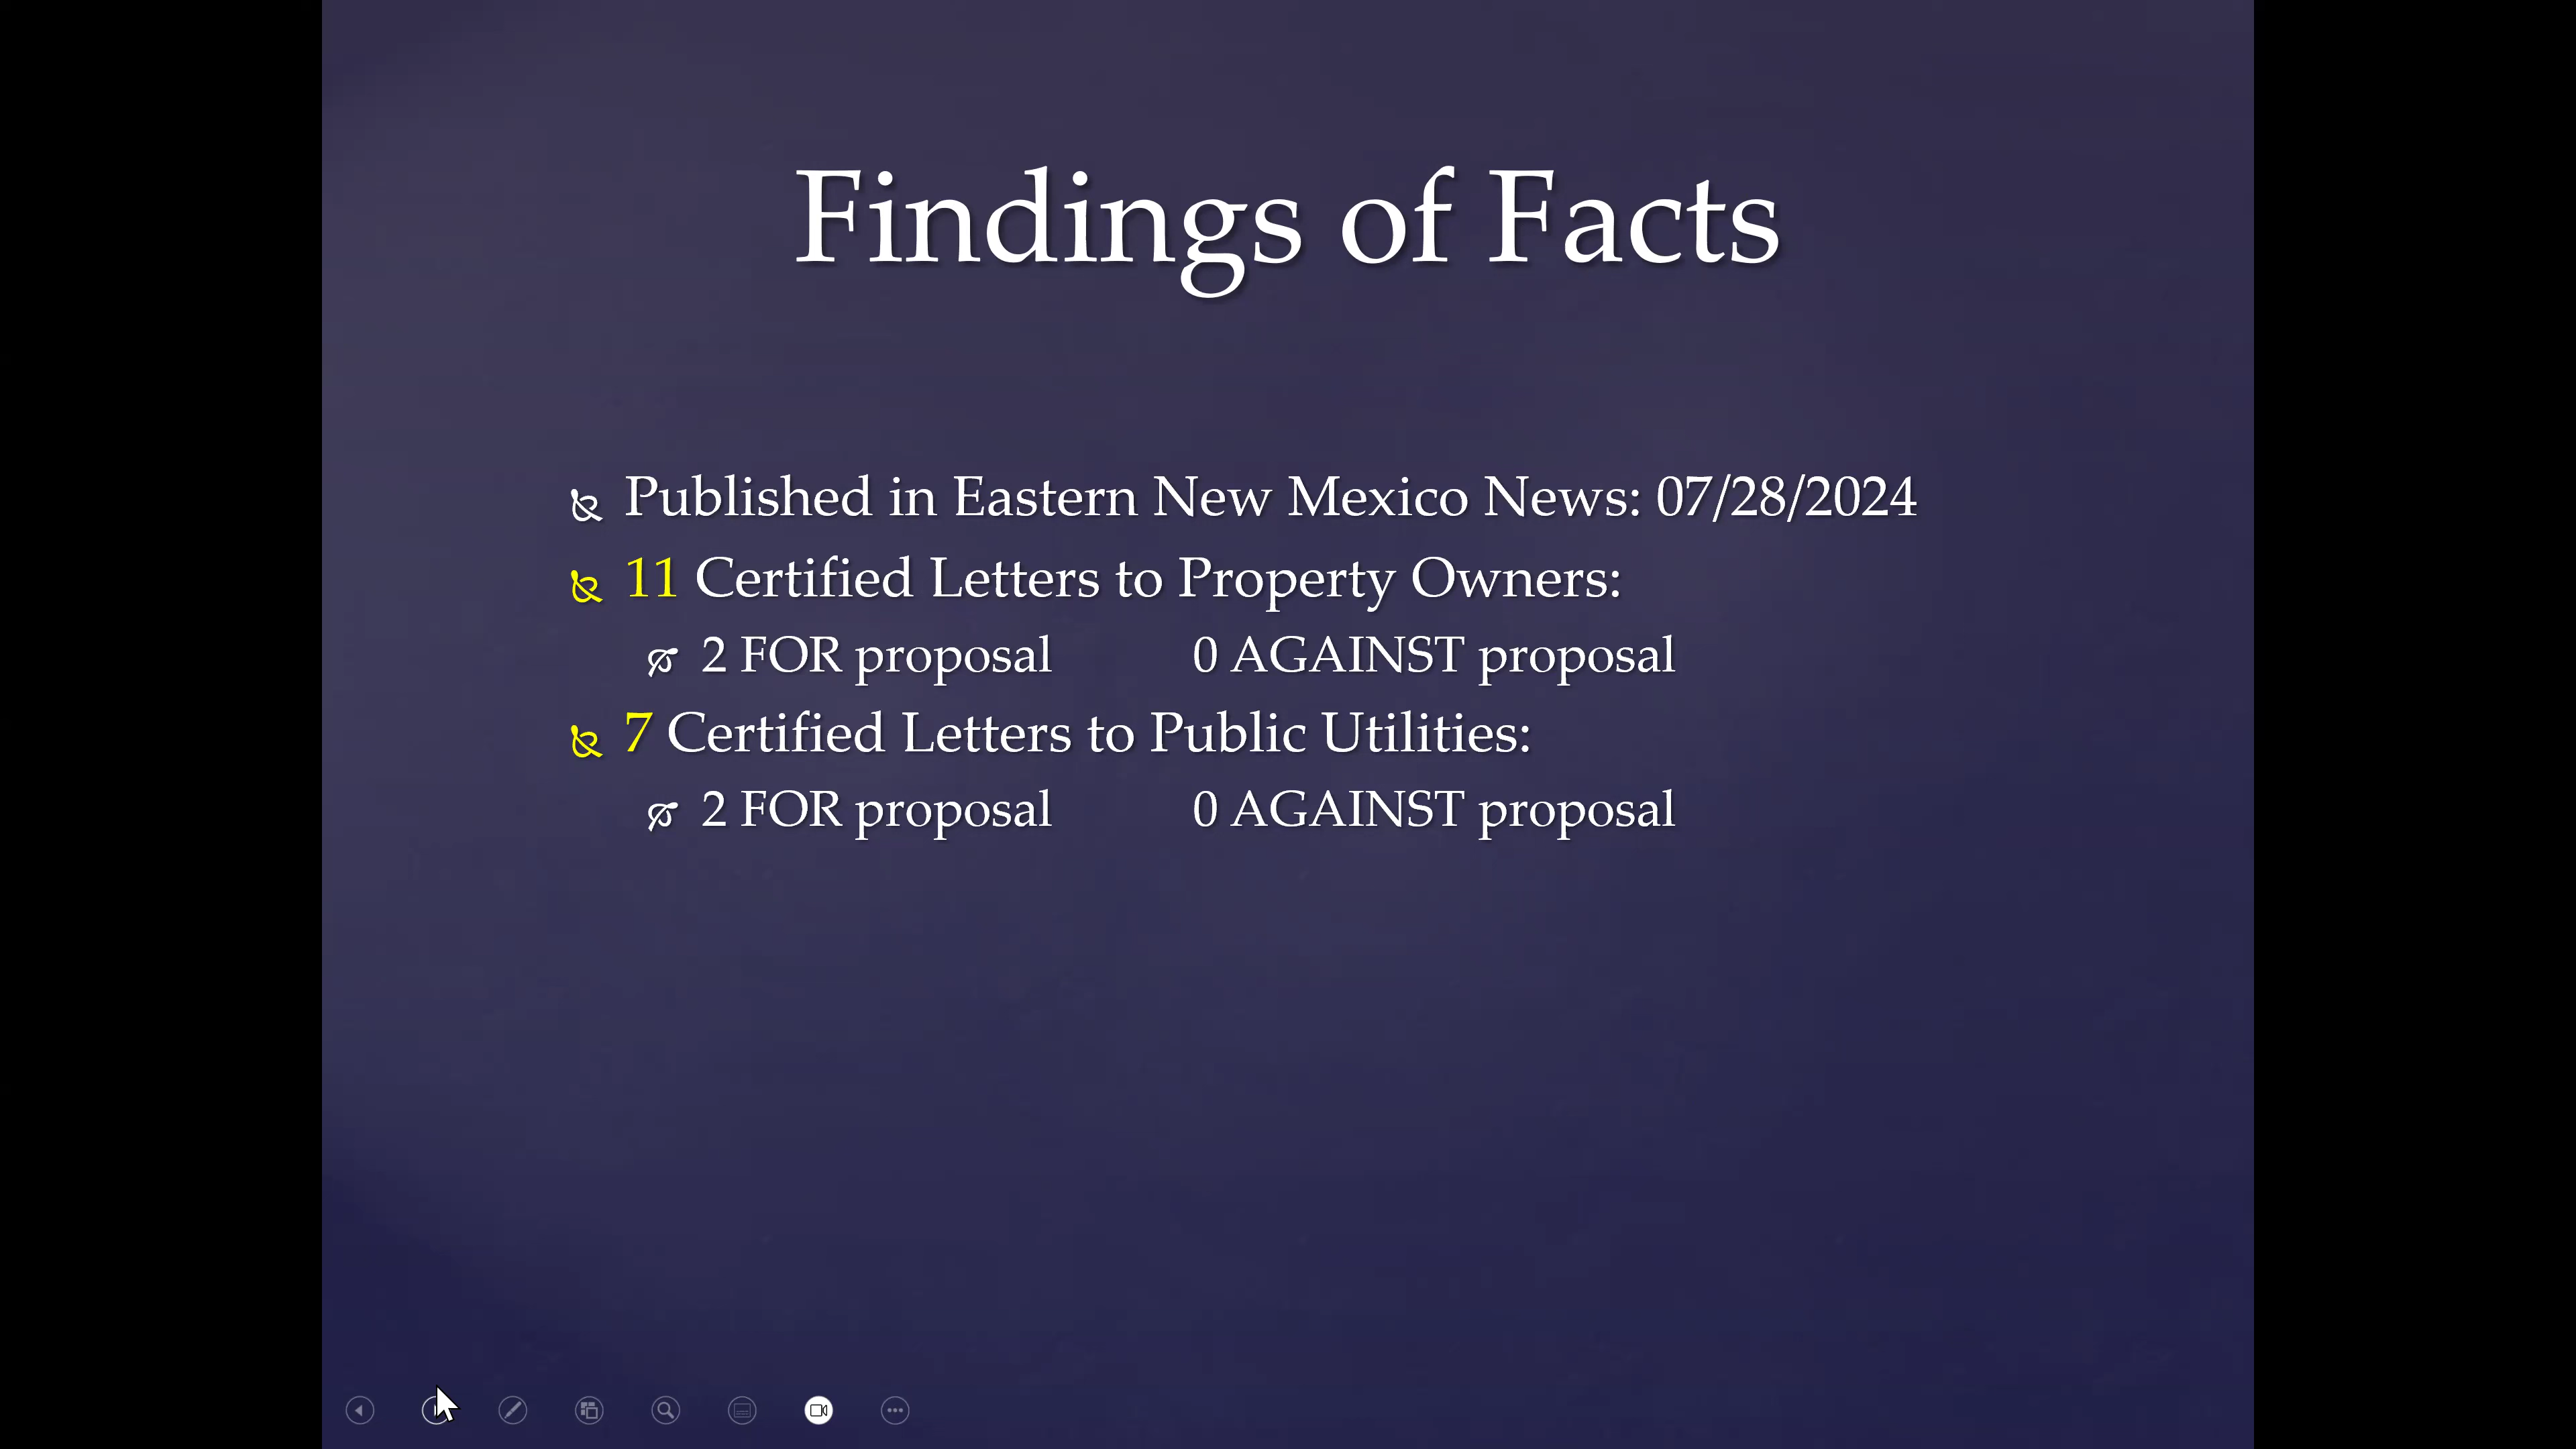 Findings of Facts
Published in Eastern New Mexico News: 07/28/2024
11 Certified Letters to Property Owners:
2 FOR proposal 0 AGAINST proposal
7 Certified Letters to Public Utilities:
2 FOR proposal 0 AGAINST proposal